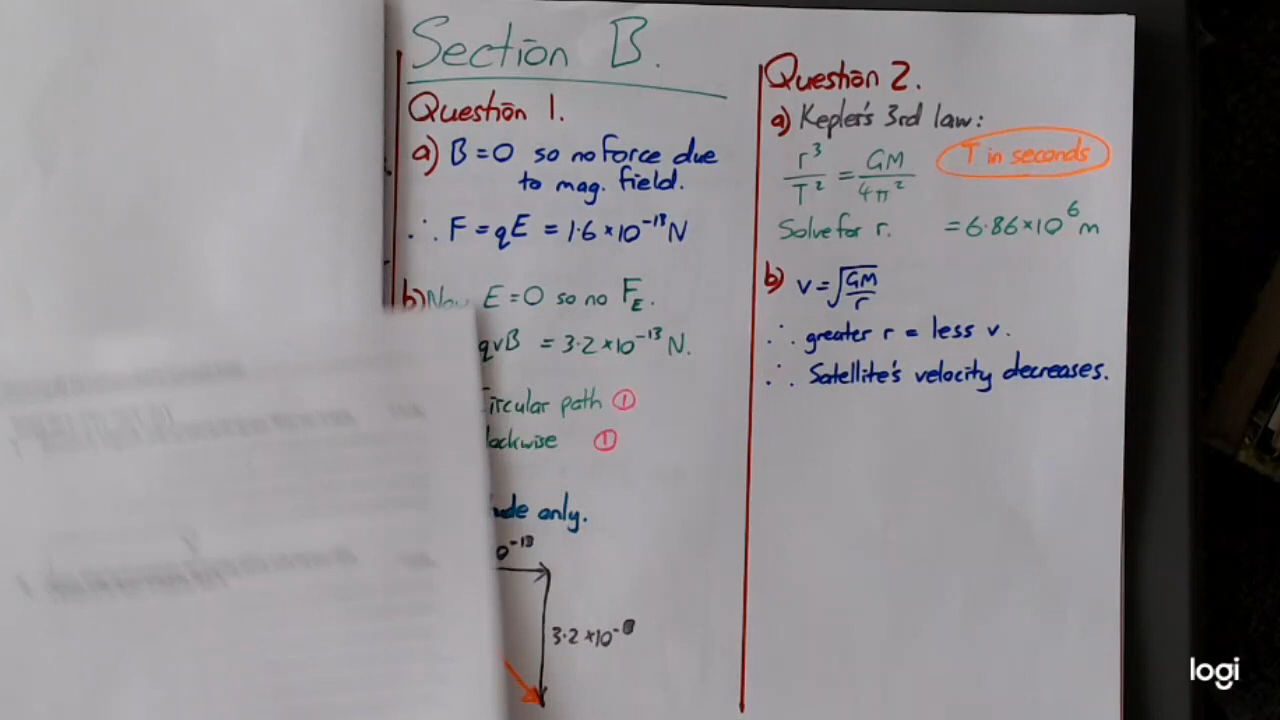 Section B.
Question 1.
a) B = 0 so no force due
to mag. field.
∴ F = qE = 1.6 × 10⁻¹³ N
b) Now E = 0 so no F_E.
qvB = 3.2 × 10⁻¹³ N.
ircular path ①
lockwise ①
ude only.
0⁻¹³
3.2 × 10⁻
Question 2.
a) Kepler's 3rd law:
r³/T² = GM/4π²
T in seconds
Solve for r. = 6.86 × 10⁶ m
b) v = √(GM/r)
∴ greater r = less v.
∴ Satellite's velocity decreases.
logi